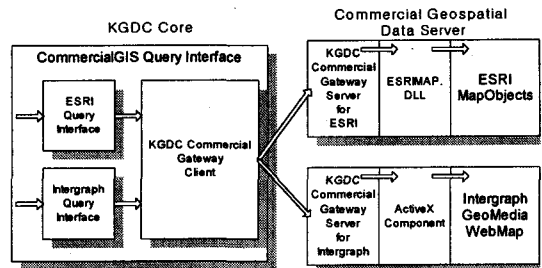 KGDC Core
CommercialGIS Query Interface
ESRI
Query
Interface
Intergraph
Query
Interface
KGDC Commercial
Gateway
Client
Commercial Geospatial
Data Server
KGDC
Commercial
Gateway
Server
for
ESRI
ESRIMAP.
DLL
ESRI
MapObjects
KGDC
Commercial
Gateway
Server
for
Intergraph
ActiveX
Component
Intergraph
GeoMedia
WebMap